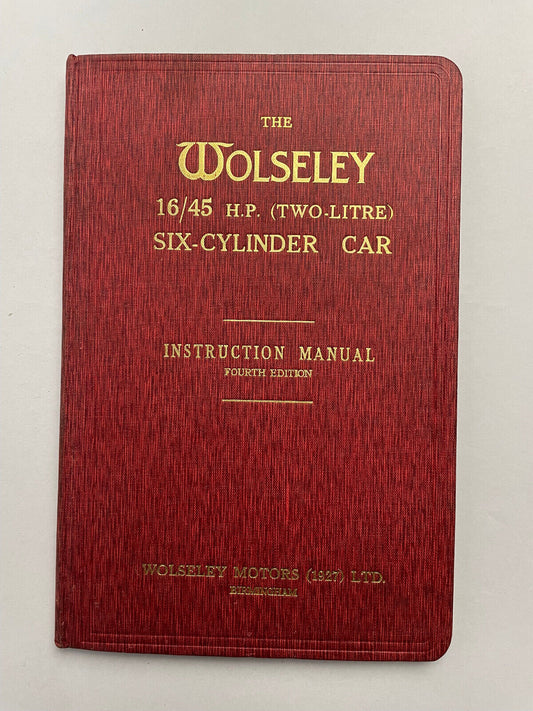 THE
WOLSELEY
16/45 H.P. (TWO-LITRE)
SIX-CYLINDER CAR
INSTRUCTION MANUAL
FOURTH EDITION
WOLSELEY MOTORS (1927) LTD.
BIRMINGHAM